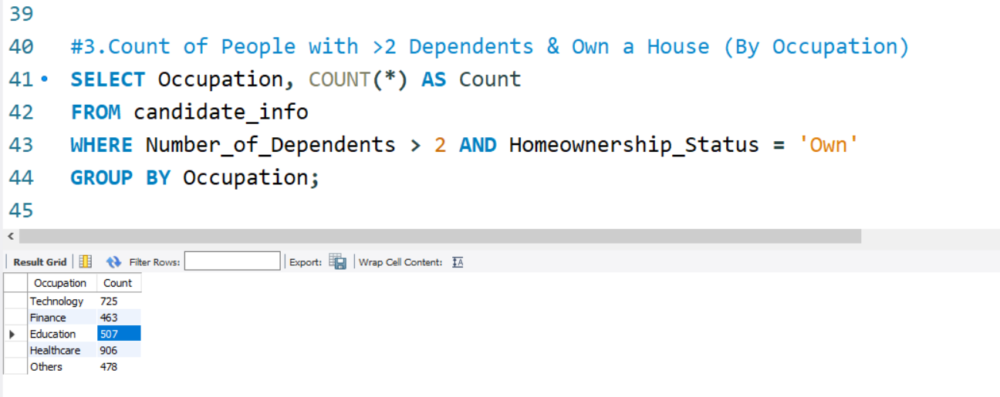 39
40 #3.Count of People with >2 Dependents & Own a House (By Occupation)
41 SELECT Occupation, COUNT(*) AS Count
42 FROM candidate_info
43 WHERE Number_of_Dependents > 2 AND Homeownership_Status = 'Own'
44 GROUP BY Occupation;
45
Result Grid Filter Rows: Export: Wrap Cell Content:
Occupation Count
Technology 725
Finance 463
Education 507
Healthcare 906
Others 478